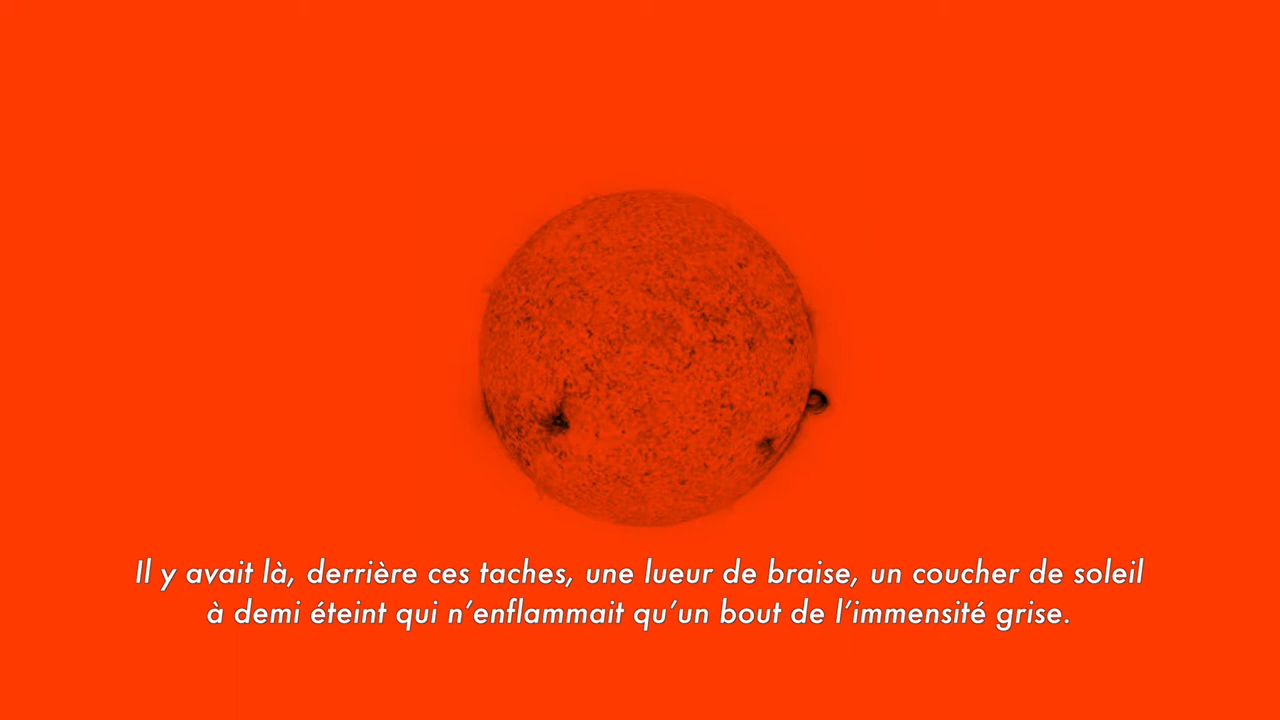 Il y avait là, derrière ces taches, une lueur de braise, un coucher de soleil
à demi éteint qui n’enflammait qu’un bout de l’immensité grise.